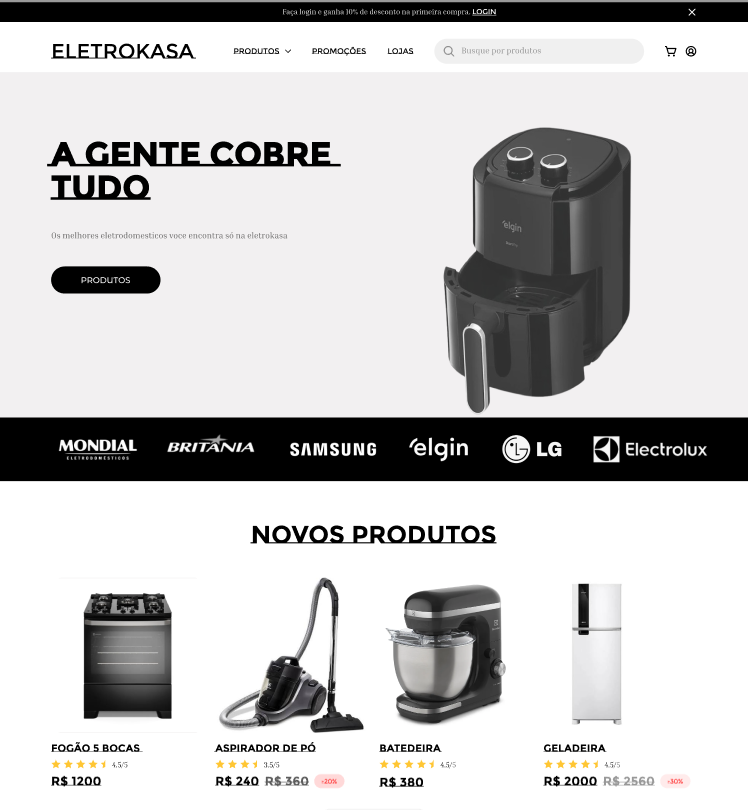 Faça login e ganha 10% de desconto na primeira compra. LOGIN
ELETROKASA
PRODUTOS
PROMOÇÕES
LOJAS
Busque por produtos
A GENTE COBRE
TUDO
Os melhores eletrodomesticos voce encontra só na eletrokasa
PRODUTOS
elgin
MONDIAL
ELETRODOMÉSTICOS
BRITÂNIA
SAMSUNG
elgin
LG
Electrolux
NOVOS PRODUTOS
FOGÃO 5 BOCAS
4.5/5
R$ 1200
ASPIRADOR DE PÓ
3.5/5
R$ 240 R$ 360 -20%
BATEDEIRA
4.5/5
R$ 380
GELADEIRA
4.5/5
R$ 2000 R$ 2560 -30%